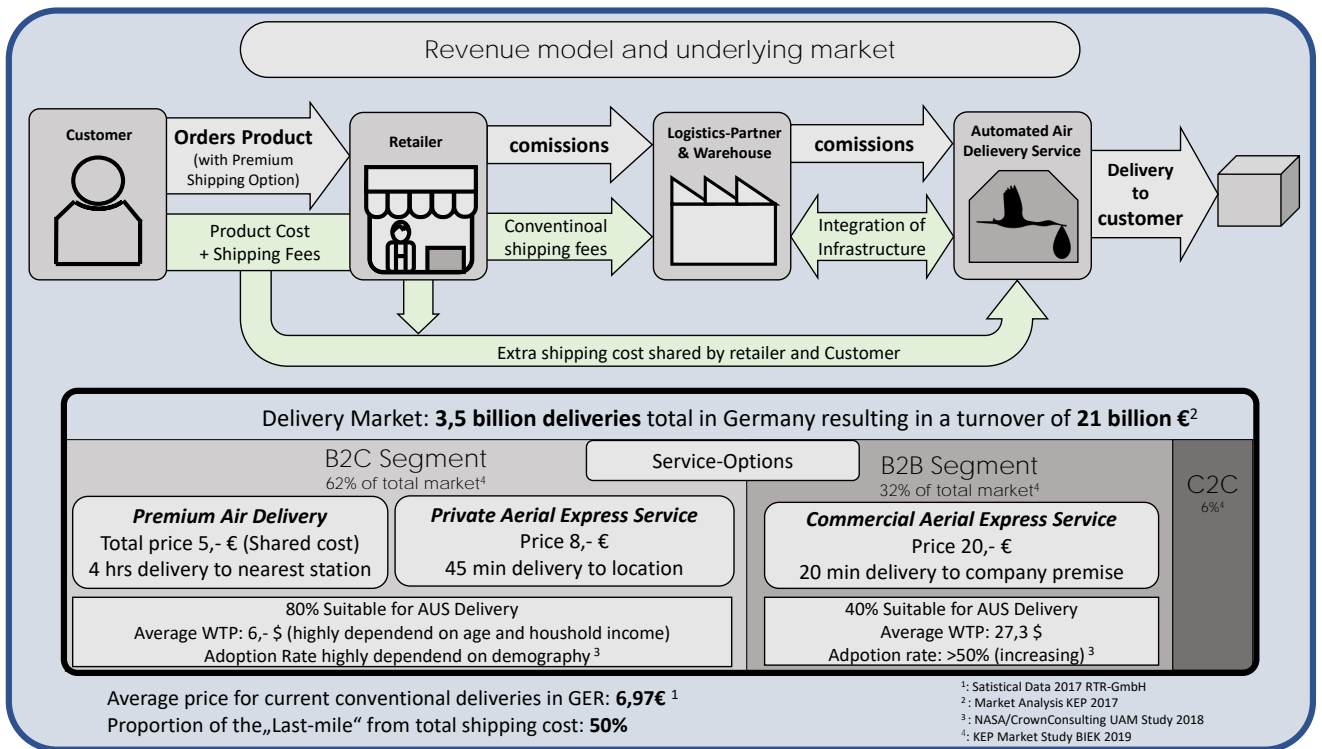 Revenue model and underlying market
Customer
Orders Product
(with Premium
Shipping Option)
Product Cost
+ Shipping Fees
Retailer
comissions
Conventinoal
shipping fees
Logistics-Partner
& Warehouse
comissions
Integration of
Infrastructure
Automated Air
Delievery Service
Delivery
to
customer
Extra shipping cost shared by retailer and Customer
Delivery Market: 3,5 billion deliveries total in Germany resulting in a turnover of 21 billion €2
Service-Options
B2C Segment
62% of total market4
Premium Air Delivery
Total price 5,- € (Shared cost)
4 hrs delivery to nearest station
Private Aerial Express Service
Price 8,- €
45 min delivery to location
80% Suitable for AUS Delivery
Average WTP: 6,- $ (highly dependend on age and houshold income)
Adoption Rate highly dependend on demography 3
B2B Segment
32% of total market4
Commercial Aerial Express Service
Price 20,- €
20 min delivery to company premise
40% Suitable for AUS Delivery
Average WTP: 27,3 $
Adpotion rate: >50% (increasing) 3
C2C
6%4
Average price for current conventional deliveries in GER: 6,97€ 1
Proportion of the„Last-mile“ from total shipping cost: 50%
1: Satistical Data 2017 RTR-GmbH
2: Market Analysis KEP 2017
3: NASA/CrownConsulting UAM Study 2018
4: KEP Market Study BIEK 2019